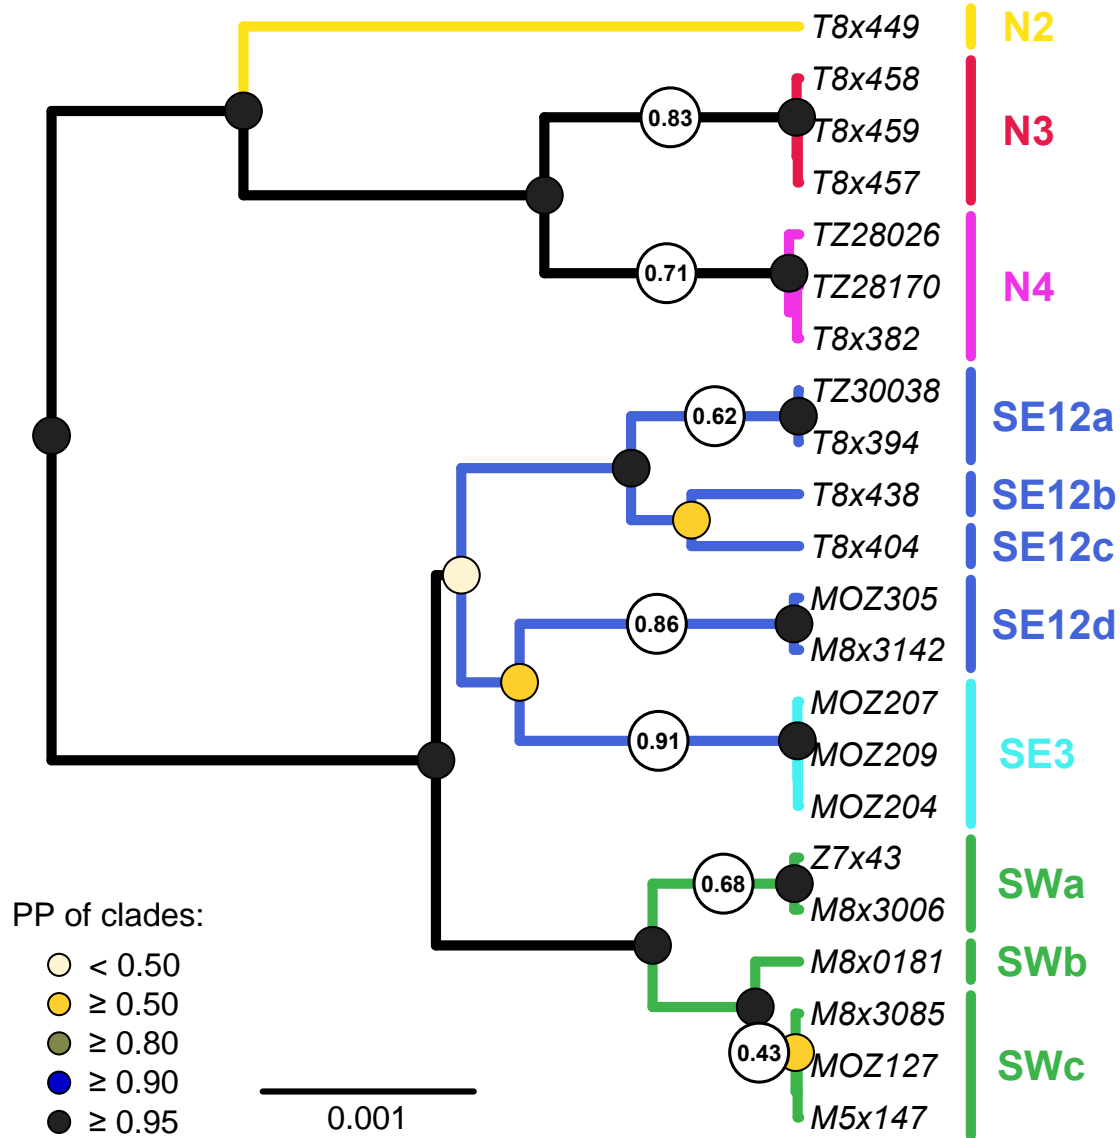 T8x449 N2
T8x458
0.83 T8x459 N3
T8x457
TZ28026
0.71 TZ28170 N4
T8x382
TZ30038
0.62 SE12a
T8x394
T8x438 SE12b
T8x404 SE12c
MOZ305
0.86 SE12d
M8x3142
MOZ207
0.91 MOZ209 SE3
MOZ204
Z7x43
0.68 SWa
M8x3006
PP of clades:
< 0.50 M8x0181 SWb
≥ 0.50 M8x3085
≥ 0.80 0.43 MOZ127 SWc
≥ 0.90
≥ 0.95 0.001 M5x147